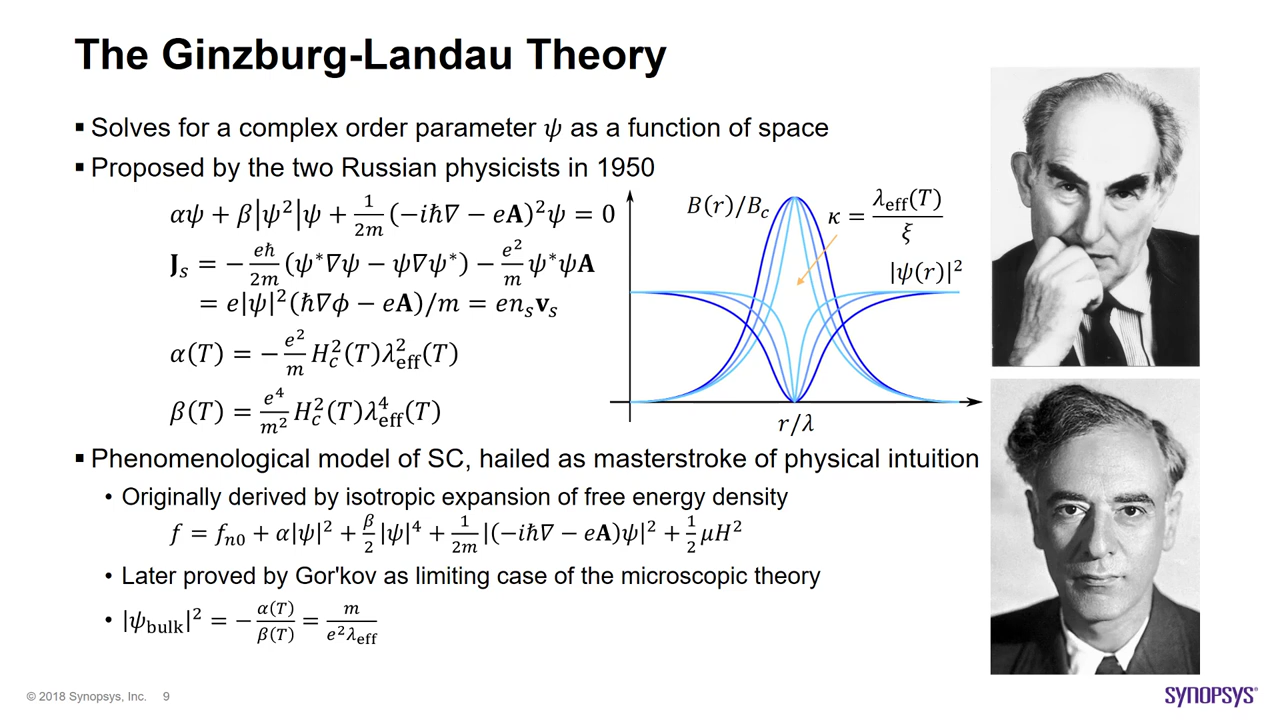 The Ginzburg-Landau Theory
▪ Solves for a complex order parameter ψ as a function of space
▪ Proposed by the two Russian physicists in 1950
αψ + β|ψ²|ψ + 1/2m (−iℏ∇ − e𝐀)²ψ = 0
𝐉ₛ = − eℏ/2m (ψ*∇ψ − ψ∇ψ*) − e²/m ψ*ψ𝐀
= e|ψ|²(ℏ∇ϕ − e𝐀)/m = enₛ𝐯ₛ
α(T) = − e²/m H_c²(T)λ_eff²(T)
β(T) = e⁴/m² H_c²(T)λ_eff⁴(T)
B(r)/B_c
κ = λ_eff(T)/ξ
|ψ(r)|²
r/λ
▪ Phenomenological model of SC, hailed as masterstroke of physical intuition
• Originally derived by isotropic expansion of free energy density
f = f_n0 + α|ψ|² + β/2 |ψ|⁴ + 1/2m |(−iℏ∇ − e𝐀)ψ|² + 1/2 μH²
• Later proved by Gor'kov as limiting case of the microscopic theory
• |ψ_bulk|² = − α(T)/β(T) = m/e²λ_eff
© 2018 Synopsys, Inc. 9
SYNOPSYS®